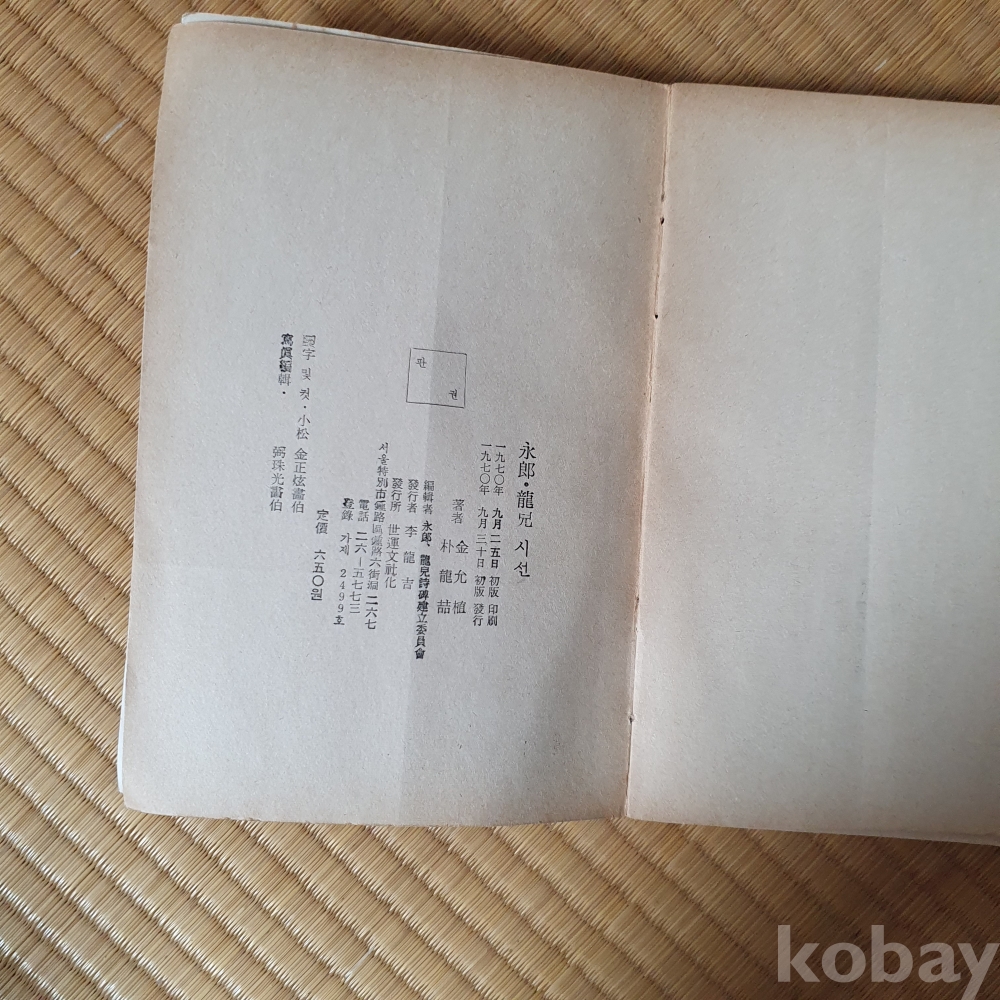 永郎·龍兒 시선
一九七〇年 九月 二五日 初版 印刷
一九七〇年 九月 三十日 初版 發行
著者 金允植
朴龍喆
編輯者 永郎、龍兒詩碑建立委員會
發行者 李龍吉
發行所 世運文化社
서울特別市鍾路區鍾路六街洞二六七
電話 二六—五七七三
登錄 가제 2499호
定價 六五〇원
판권
題字 및 컷·小松 金正炫畵伯
寫眞編輯· 弼珠光畵伯
kobay